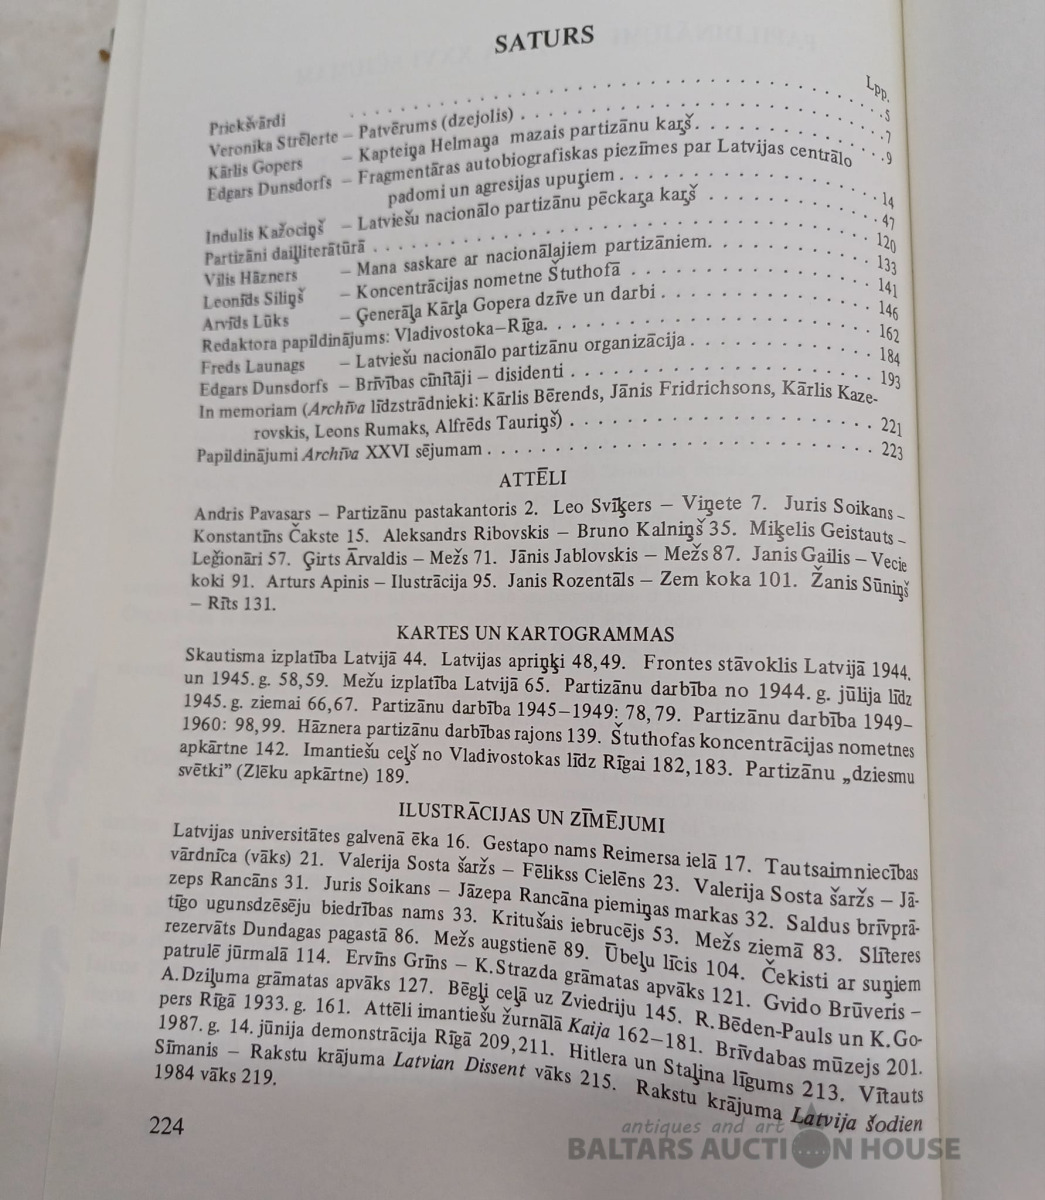 SATURS
Lpp.
Priekšvārdi . . . 5
Veronika Strēlerte – Patvērums (dzejolis) . . . 7
Kārlis Gopers – Kapteiņa Helmaņa mazais partizānu kaŗš. . . . 9
Edgars Dunsdorfs – Fragmentāras autobiografiskas piezīmes par Latvijas centrālo
padomi un agresijas upuŗiem . . . 14
Indulis Kažociņš – Latviešu nacionālo partizānu pēckaŗa kaŗš . . . 47
Partizāni daiļliterātūrā . . . 120
Vilis Hāzners – Mana saskare ar nacionālajiem partizāniem. . . . 133
Leonīds Siliņš – Koncentrācijas nometne Štuthofā . . . 141
Arvīds Lūks – Ģenerāļa Kārļa Gopera dzīve un darbi . . . 146
Redaktora papildinājums: Vladivostoka–Rīga. . . . 162
Freds Launags – Latviešu nacionālo partizānu organizācija . . . 184
Edgars Dunsdorfs – Brīvības cīnītāji – disidenti . . . 193
In memoriam (Archīva līdzstrādnieki: Kārlis Bērends, Jānis Fridrichsons, Kārlis Kaze-
rovskis, Leons Rumaks, Alfrēds Tauriņš) . . . 221
Papildinājumi Archīva XXVI sējumam . . . 223
ATTĒLI
Andris Pavasars – Partizānu pastakantoris 2. Leo Svīķers – Viņete 7. Juris Soikans –
Konstantīns Čakste 15. Aleksandrs Ribovskis – Bruno Kalniņš 35. Miķelis Geistauts –
Leģionāri 57. Ģirts Ārvaldis – Mežs 71. Jānis Jablovskis – Mežs 87. Janis Gailis – Vecie
koki 91. Arturs Apinis – Ilustrācija 95. Janis Rozentāls – Zem koka 101. Žanis Sūniņš
– Rīts 131.
KARTES UN KARTOGRAMMAS
Skautisma izplatība Latvijā 44. Latvijas apriņķi 48,49. Frontes stāvoklis Latvijā 1944.
un 1945. g. 58,59. Mežu izplatība Latvijā 65. Partizānu darbība no 1944. g. jūlija līdz
1945. g. ziemai 66,67. Partizānu darbība 1945–1949: 78,79. Partizānu darbība 1949–
1960: 98,99. Hāznera partizānu darbības rajons 139. Štuthofas koncentrācijas nometnes
apkārtne 142. Imantiešu ceļš no Vladivostokas līdz Rīgai 182,183. Partizānu „dziesmu
svētki” (Zlēku apkārtne) 189.
ILUSTRĀCIJAS UN ZĪMĒJUMI
Latvijas universitātes galvenā ēka 16. Gestapo nams Reimersa ielā 17. Tautsaimniecības
vārdnīca (vāks) 21. Valerija Sosta šaržs – Fēlikss Cielēns 23. Valerija Sosta šaržs – Jā-
zeps Rancāns 31. Juris Soikans – Jāzepa Rancāna piemiņas markas 32. Saldus brīvprā-
tīgo ugunsdzēsēju biedrības nams 33. Kritušais iebrucējs 53. Mežs ziemā 83. Slīteres
rezervāts Dundagas pagastā 86. Mežs augstienē 89. Ūbeļu līcis 104. Čekisti ar suņiem
patrulē jūrmalā 114. Ervīns Grīns – K. Strazda grāmatas apvāks 121. Gvido Brūveris –
A. Dziļuma grāmatas apvāks 127. Bēgļi ceļā uz Zviedriju 145. R. Bēden-Pauls un K. Go-
pers Rīgā 1933. g. 161. Attēli imantiešu žurnālā Kaija 162–181. Brīvdabas mūzejs 201.
1987. g. 14. jūnija demonstrācija Rīgā 209,211. Hitlera un Staļina līgums 213. Vītauts
Sīmanis – Rakstu krājuma Latvian Dissent vāks 215. Rakstu krājuma Latvija šodien
1984 vāks 219.
224
antiques and art
BALTARS AUCTION HOUSE